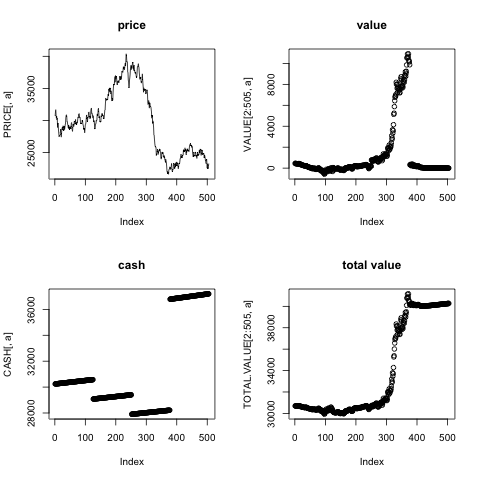 price
PRICE[, a]
25000 35000
0 100 200 300 400 500
Index
value
VALUE[2:505, a]
0 4000 8000
0 100 200 300 400 500
Index
cash
CASH[, a]
28000 32000 36000
0 100 200 300 400 500
Index
total value
TOTAL.VALUE[2:505, a]
30000 34000 38000
0 100 200 300 400 500
Index